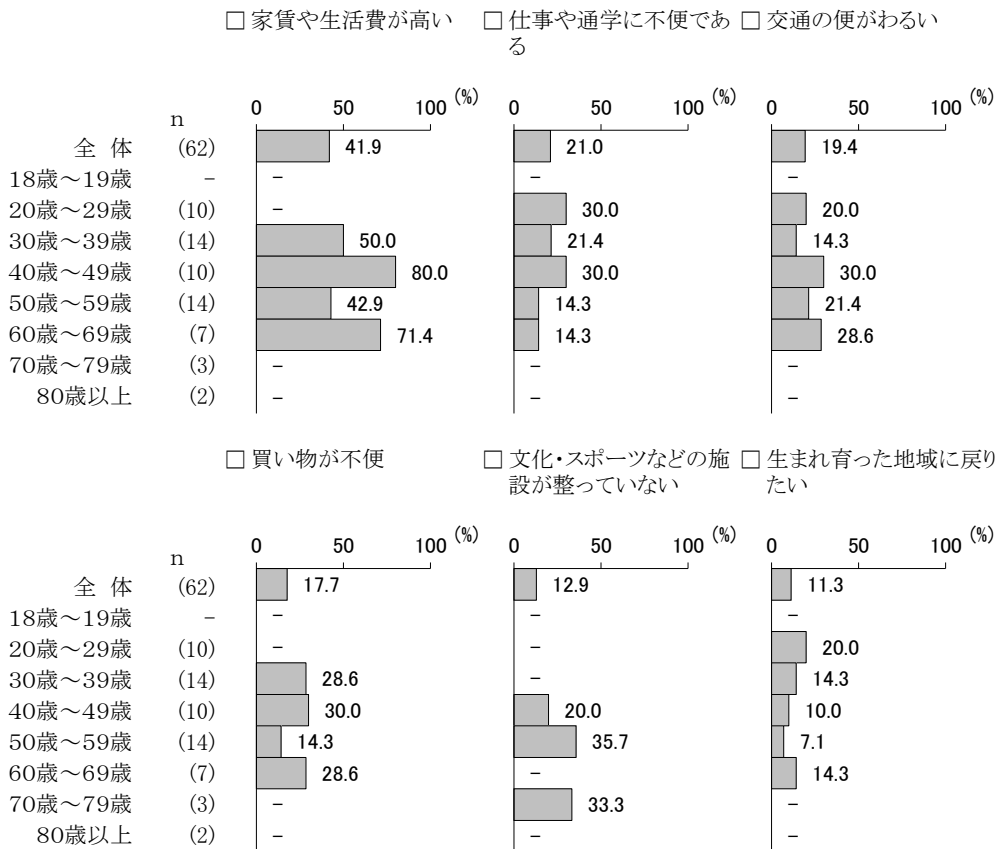 □ 家賃や生活費が高い □ 仕事や通学に不便であ □ 交通の便がわるい
る
0 50 100 (%) 0 50 100 (%) 0 50 100 (%)
n
全 体 (62) 41.9 21.0 19.4
18歳～19歳 － － － －
20歳～29歳 (10) － 30.0 20.0
30歳～39歳 (14) 50.0 21.4 14.3
40歳～49歳 (10) 80.0 30.0 30.0
50歳～59歳 (14) 42.9 14.3 21.4
60歳～69歳 (7) 71.4 14.3 28.6
70歳～79歳 (3) － － －
80歳以上 (2) － － －
□ 買い物が不便 □ 文化・スポーツなどの施 □ 生まれ育った地域に戻り
設が整っていない たい
0 50 100 (%) 0 50 100 (%) 0 50 100 (%)
n
全 体 (62) 17.7 12.9 11.3
18歳～19歳 － － － －
20歳～29歳 (10) － － 20.0
30歳～39歳 (14) 28.6 － 14.3
40歳～49歳 (10) 30.0 20.0 10.0
50歳～59歳 (14) 14.3 35.7 7.1
60歳～69歳 (7) 28.6 － 14.3
70歳～79歳 (3) － 33.3 －
80歳以上 (2) － － －